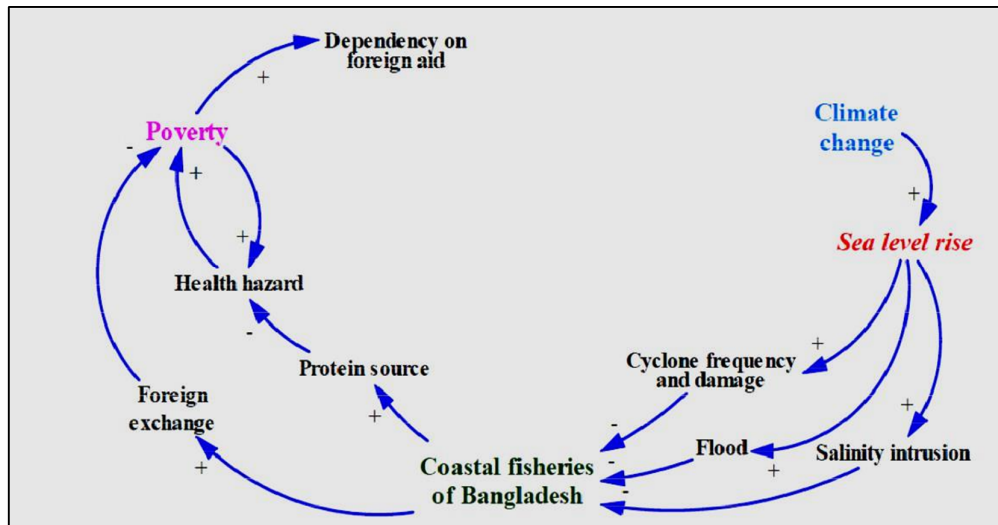 Dependency on
foreign aid
+
Poverty
-
+
+
Climate
change
+
Sea level rise
Health hazard
-
Protein source
+
Foreign
exchange
+
+
Cyclone frequency
and damage
+
-
Flood
-
+
Salinity intrusion
-
Coastal fisheries
of Bangladesh